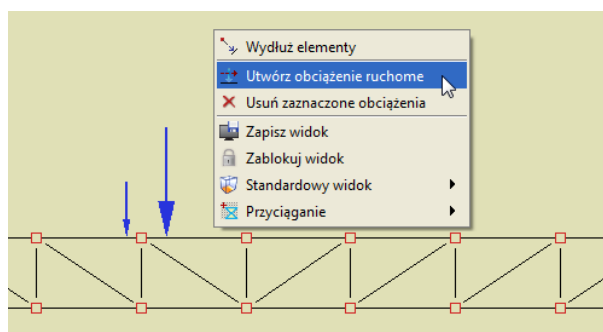 Wydłuż elementy
Utwórz obciążenie ruchome
Usuń zaznaczone obciążenia
Zapisz widok
Zablokuj widok
Standardowy widok
Przyciąganie